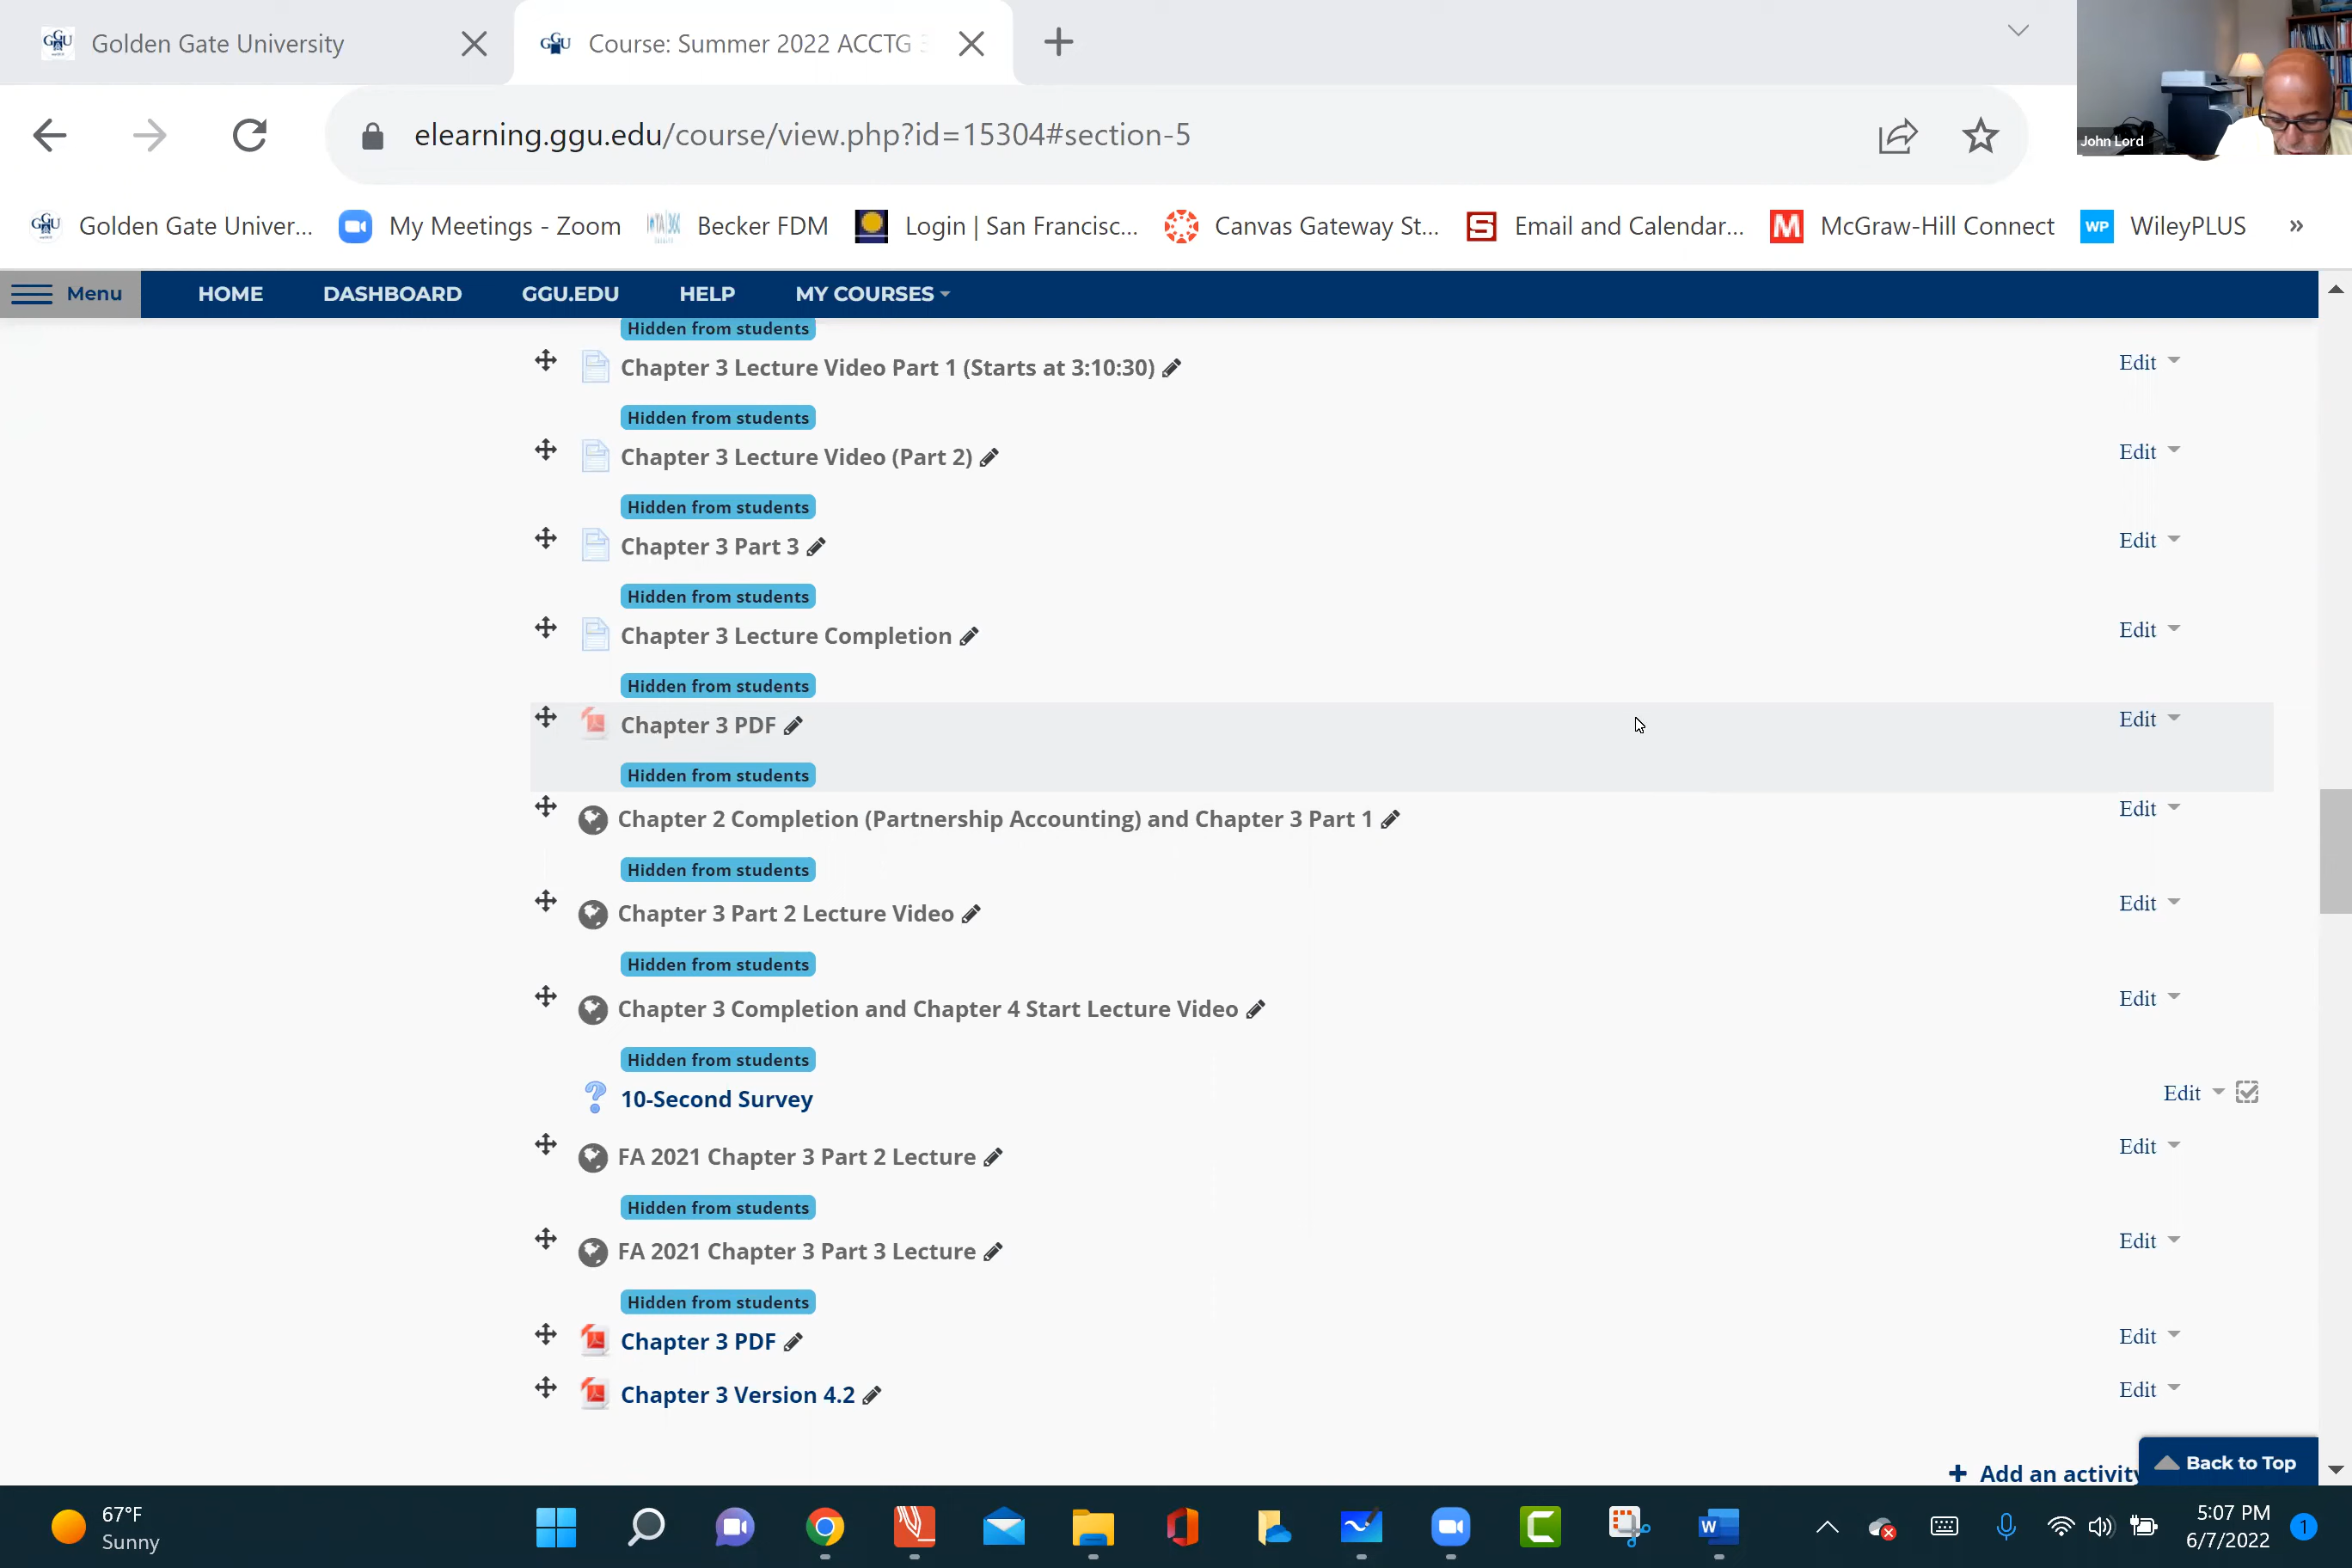 Golden Gate University
Course: Summer 2022 ACCTG
elearning.ggu.edu/course/view.php?id=15304#section-5
John Lord
Golden Gate Univer...
My Meetings - Zoom
Becker FDM
Login | San Francisc...
Canvas Gateway St...
Email and Calendar...
McGraw-Hill Connect
WP WileyPLUS
»
Menu
HOME
DASHBOARD
GGU.EDU
HELP
MY COURSES
Hidden from students
Chapter 3 Lecture Video Part 1 (Starts at 3:10:30)
Edit
Hidden from students
Chapter 3 Lecture Video (Part 2)
Edit
Hidden from students
Chapter 3 Part 3
Edit
Hidden from students
Chapter 3 Lecture Completion
Edit
Hidden from students
Chapter 3 PDF
Edit
Hidden from students
Chapter 2 Completion (Partnership Accounting) and Chapter 3 Part 1
Edit
Hidden from students
Chapter 3 Part 2 Lecture Video
Edit
Hidden from students
Chapter 3 Completion and Chapter 4 Start Lecture Video
Edit
Hidden from students
10-Second Survey
Edit
FA 2021 Chapter 3 Part 2 Lecture
Edit
Hidden from students
FA 2021 Chapter 3 Part 3 Lecture
Edit
Hidden from students
Chapter 3 PDF
Edit
Chapter 3 Version 4.2
Edit
+ Add an activity
Back to Top
67°F
Sunny
5:07 PM
6/7/2022
1